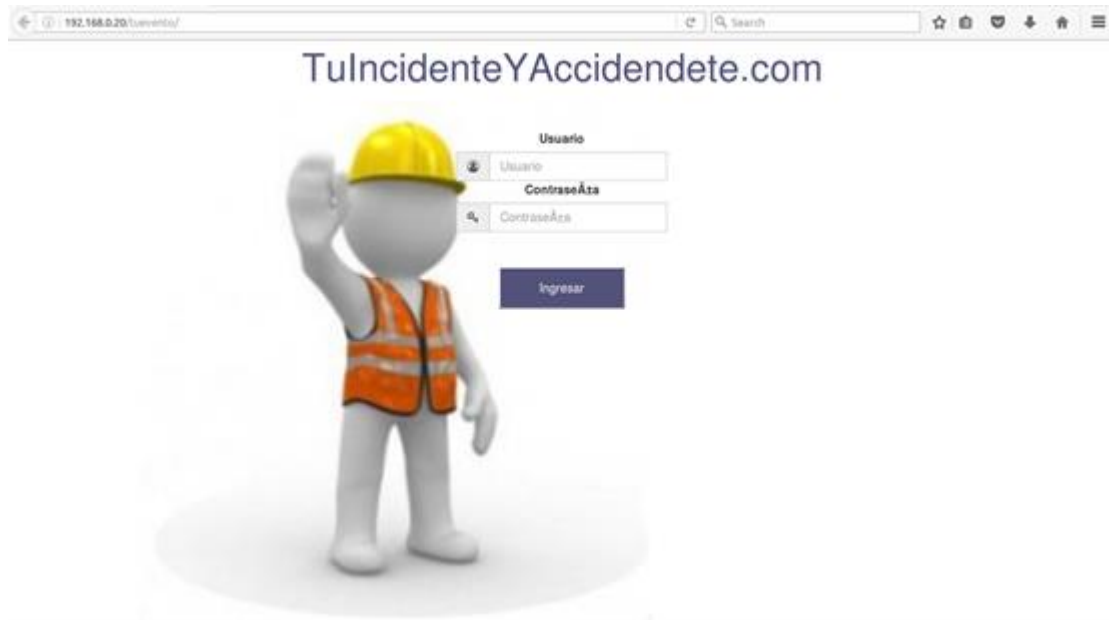 192.168.0.20/tuevento/
Search
TuIncidenteYAccidendete.com
Usuario
Usuario
ContraseÃ±a
ContraseÃ±a
Ingresar